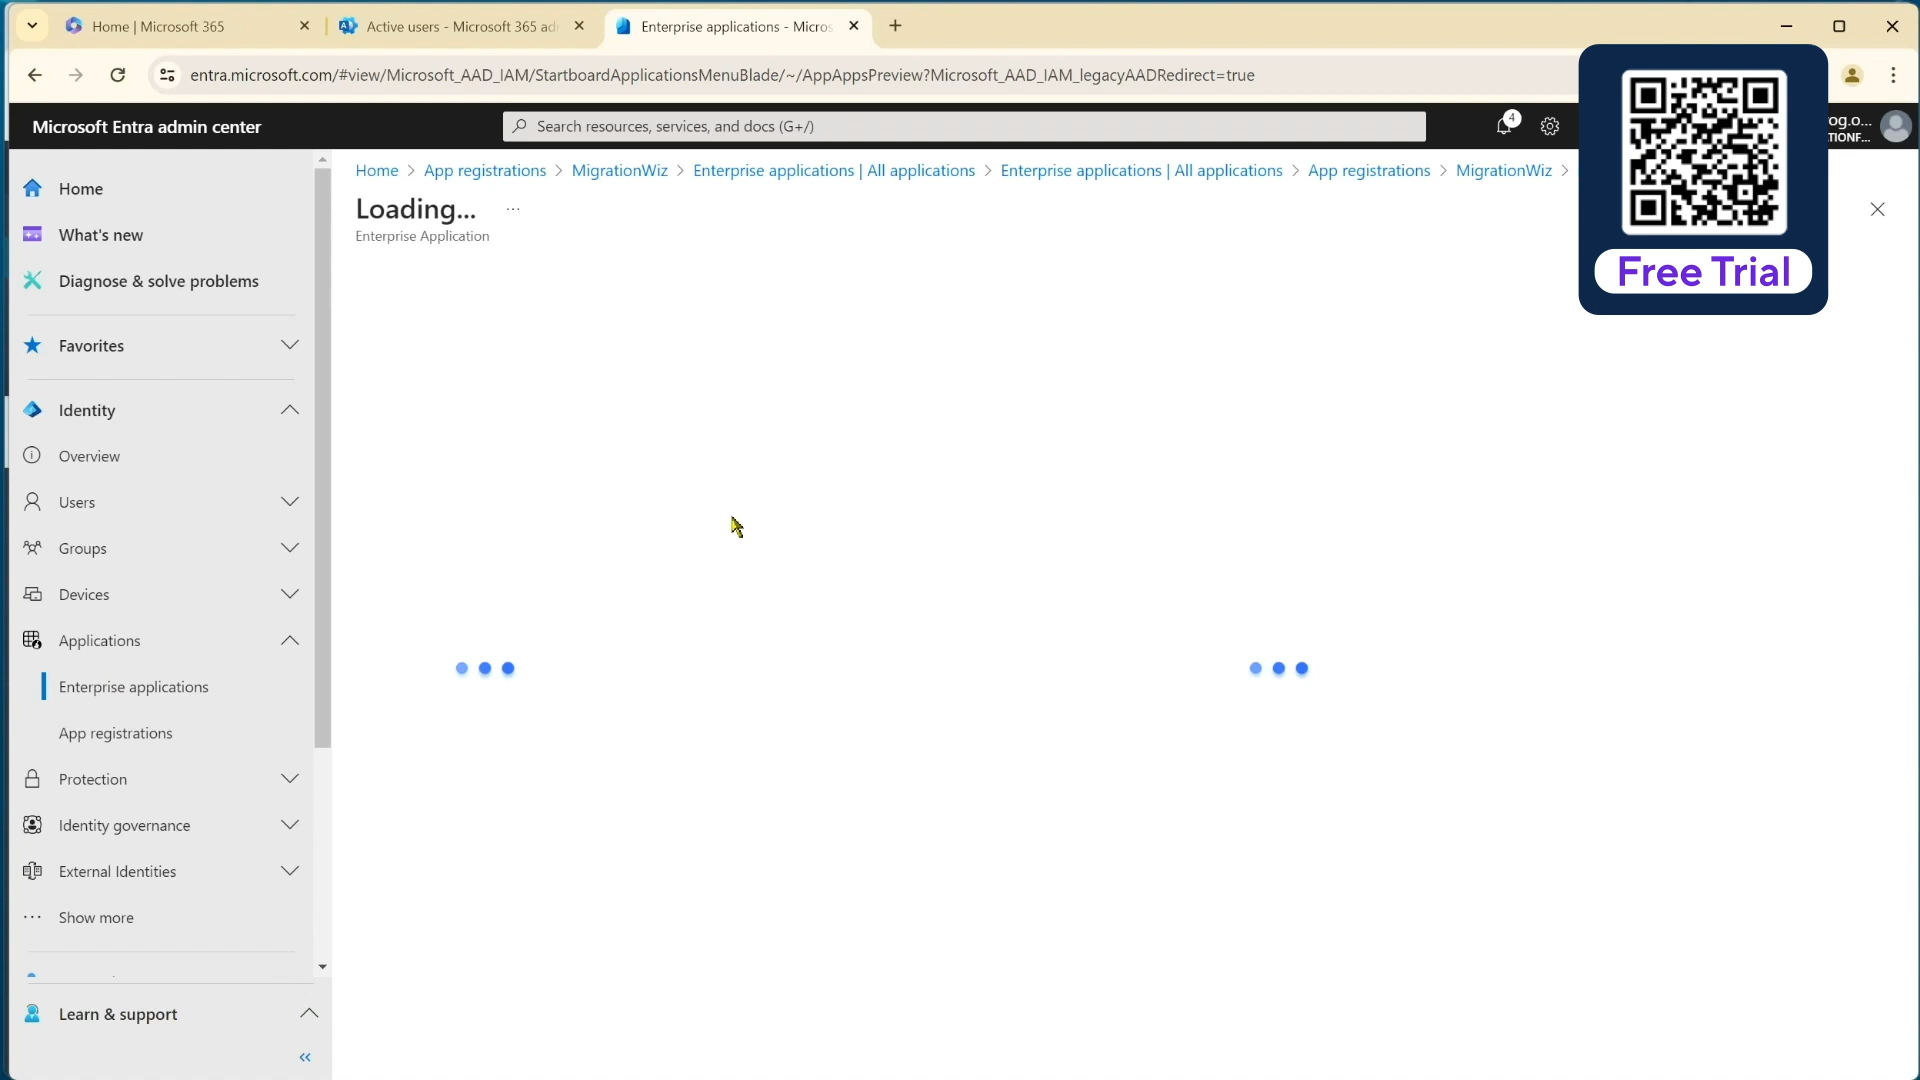 Home | Microsoft 365
Active users - Microsoft 365 ad
Enterprise applications - Micros
entra.microsoft.com/#view/Microsoft_AAD_IAM/StartboardApplicationsMenuBlade/~/AppAppsPreview?Microsoft_AAD_IAM_legacyAADRedirect=true
Microsoft Entra admin center
Search resources, services, and docs (G+/)
4
og.o...
TIONF...
Free Trial
Home > App registrations > MigrationWiz > Enterprise applications | All applications > Enterprise applications | All applications > App registrations > MigrationWiz >
Loading... ...
Enterprise Application
Home
What's new
Diagnose & solve problems
Favorites
Identity
Overview
Users
Groups
Devices
Applications
Enterprise applications
App registrations
Protection
Identity governance
External Identities
Show more
Learn & support